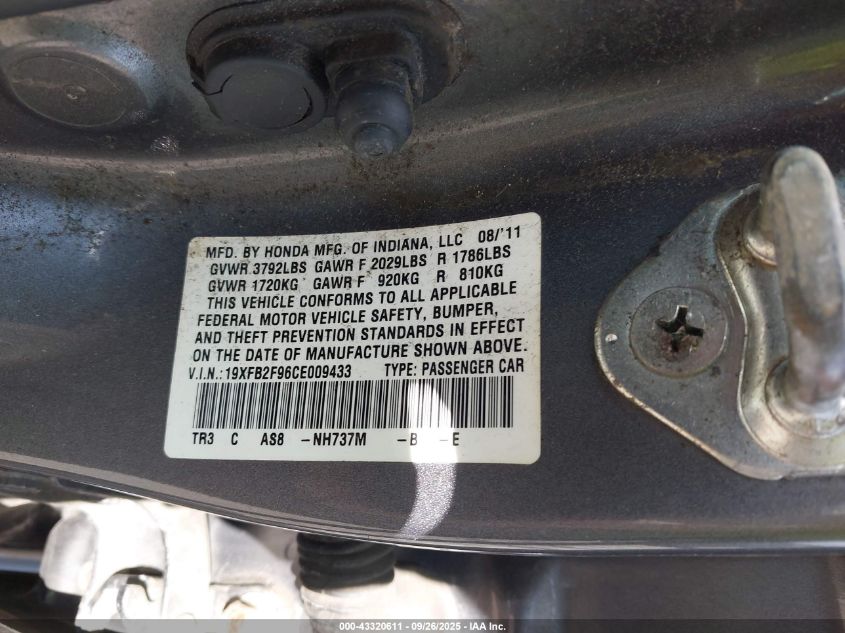 MFD. BY HONDA MFG. OF INDIANA, LLC 08/'11
GVWR 3792LBS GAWR F 2029LBS R 1786LBS
GVWR 1720KG GAWR F 920KG R 810KG
THIS VEHICLE CONFORMS TO ALL APPLICABLE
FEDERAL MOTOR VEHICLE SAFETY, BUMPER,
AND THEFT PREVENTION STANDARDS IN EFFECT
ON THE DATE OF MANUFACTURE SHOWN ABOVE.
V.I.N.:19XFB2F96CE009433 TYPE: PASSENGER CAR
TR3 C AS8 -NH737M -B -E
000-43320611 - 09/26/2025 - IAA Inc.